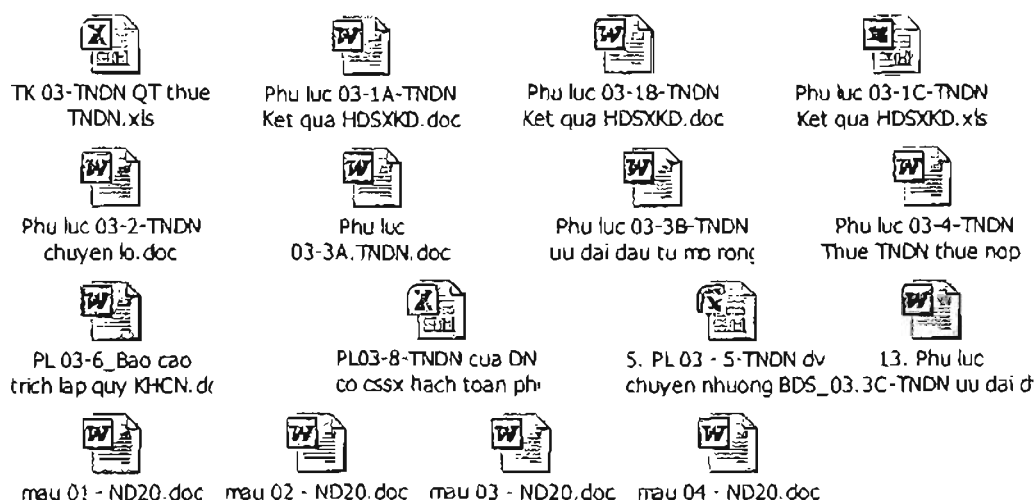 TK 03-TNDN QT thue
TNDN.xls
Phu luc 03-1A-TNDN
Ket qua HDSXKD.doc
Phu luc 03-1B-TNDN
Ket qua HDSXKD.doc
Phu luc 03-1C-TNDN
Ket qua HDSXKD.xls
Phu luc 03-2-TNDN
chuyen lo.doc
Phu luc
03-3A.TNDN.doc
Phu luc 03-3B-TNDN
uu dai dau tu mo rong
Phu luc 03-4-TNDN
Thue TNDN thue nop
PL 03-6_Bao cao
trich lap quy KHCN.dc
PL03-8-TNDN cua DN
co cssx hach toan phi
5. PL 03 - 5-TNDN dv
chuyen nhuong BDS_
13. Phu luc
03.3C-TNDN uu dai d
mau 01 - ND20.doc
mau 02 - ND20.doc
mau 03 - ND20.doc
mau 04 - ND20.doc